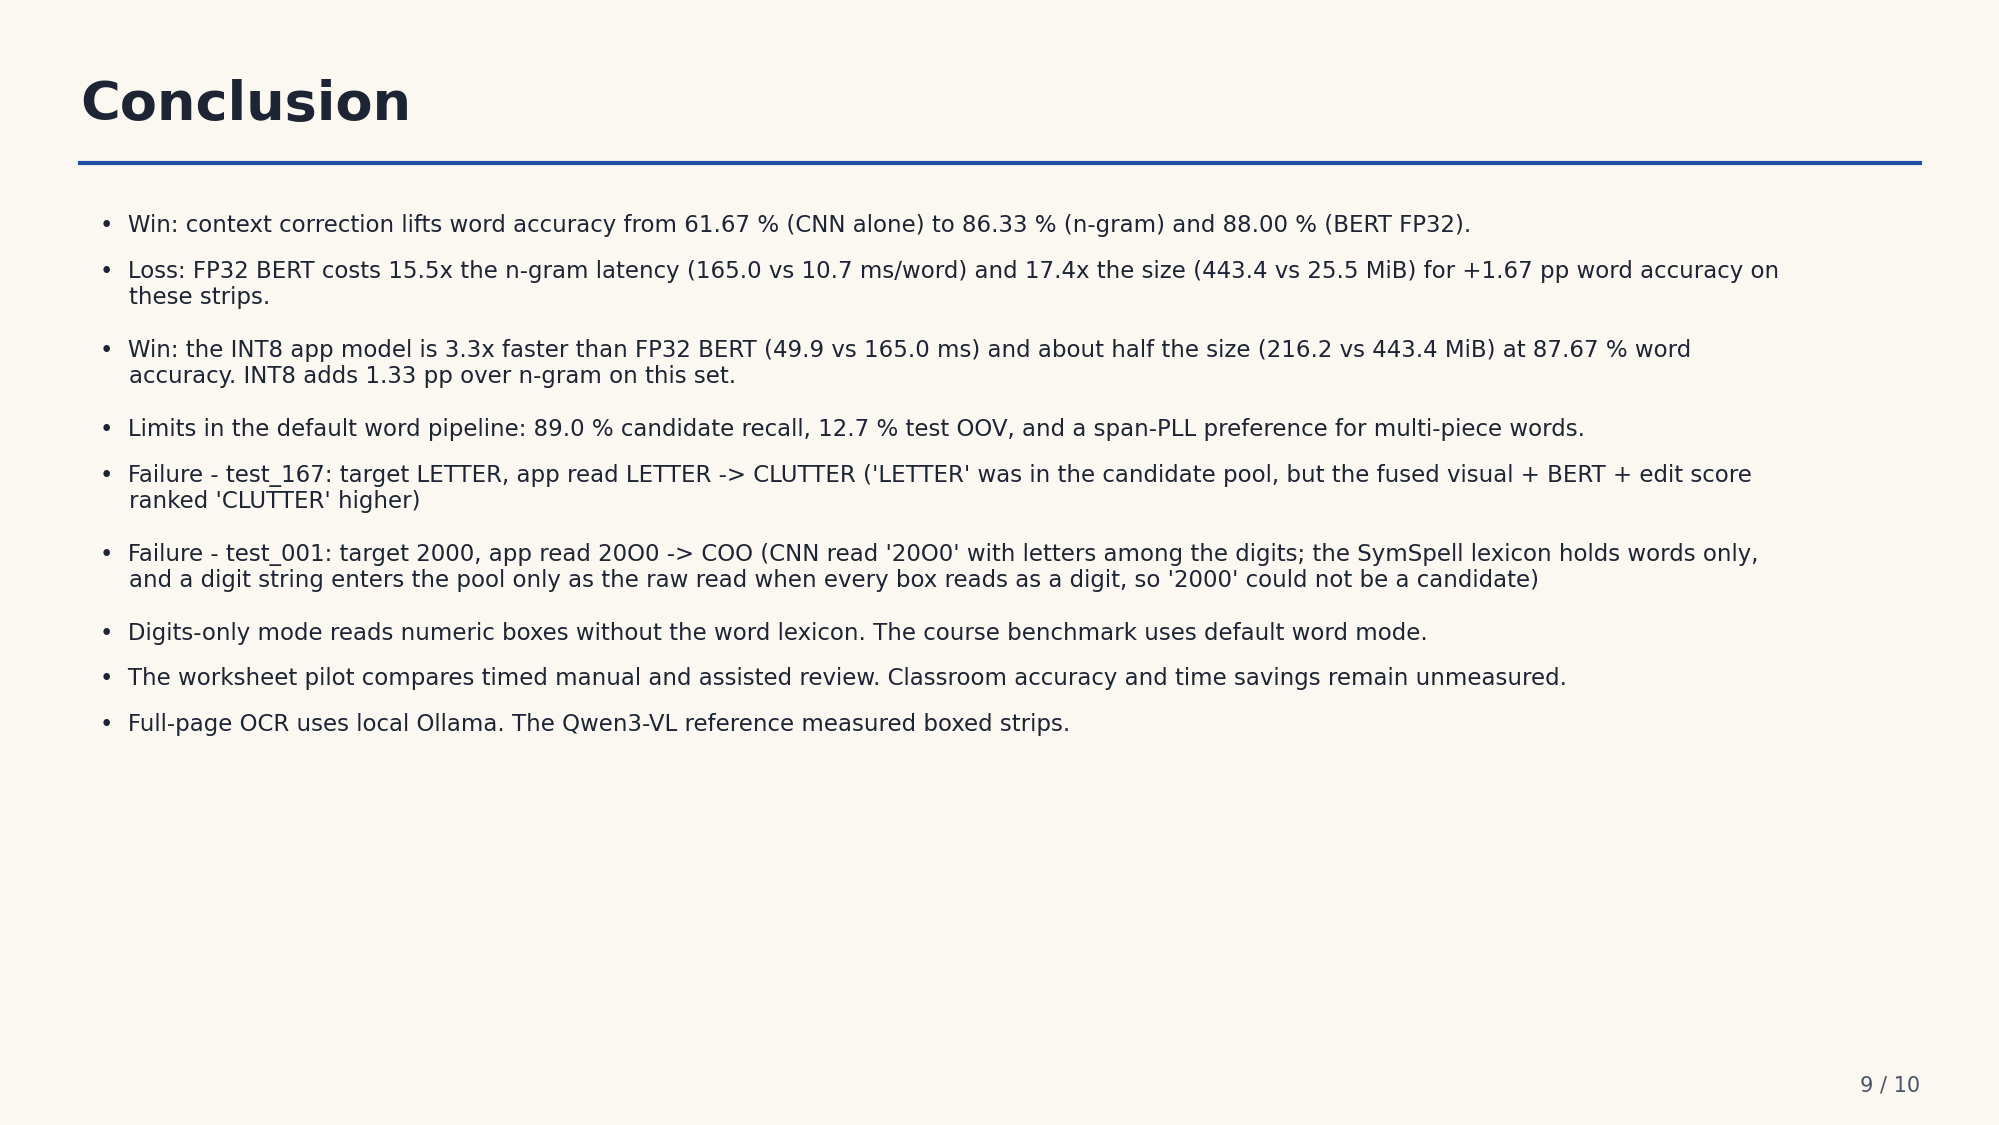 Conclusion
• Win: context correction lifts word accuracy from 61.67 % (CNN alone) to 86.33 % (n-gram) and 88.00 % (BERT FP32).
• Loss: FP32 BERT costs 15.5x the n-gram latency (165.0 vs 10.7 ms/word) and 17.4x the size (443.4 vs 25.5 MiB) for +1.67 pp word accuracy on
these strips.
• Win: the INT8 app model is 3.3x faster than FP32 BERT (49.9 vs 165.0 ms) and about half the size (216.2 vs 443.4 MiB) at 87.67 % word
accuracy. INT8 adds 1.33 pp over n-gram on this set.
• Limits in the default word pipeline: 89.0 % candidate recall, 12.7 % test OOV, and a span-PLL preference for multi-piece words.
• Failure - test_167: target LETTER, app read LETTER -> CLUTTER ('LETTER' was in the candidate pool, but the fused visual + BERT + edit score
ranked 'CLUTTER' higher)
• Failure - test_001: target 2000, app read 20O0 -> COO (CNN read '20O0' with letters among the digits; the SymSpell lexicon holds words only,
and a digit string enters the pool only as the raw read when every box reads as a digit, so '2000' could not be a candidate)
• Digits-only mode reads numeric boxes without the word lexicon. The course benchmark uses default word mode.
• The worksheet pilot compares timed manual and assisted review. Classroom accuracy and time savings remain unmeasured.
• Full-page OCR uses local Ollama. The Qwen3-VL reference measured boxed strips.
9 / 10